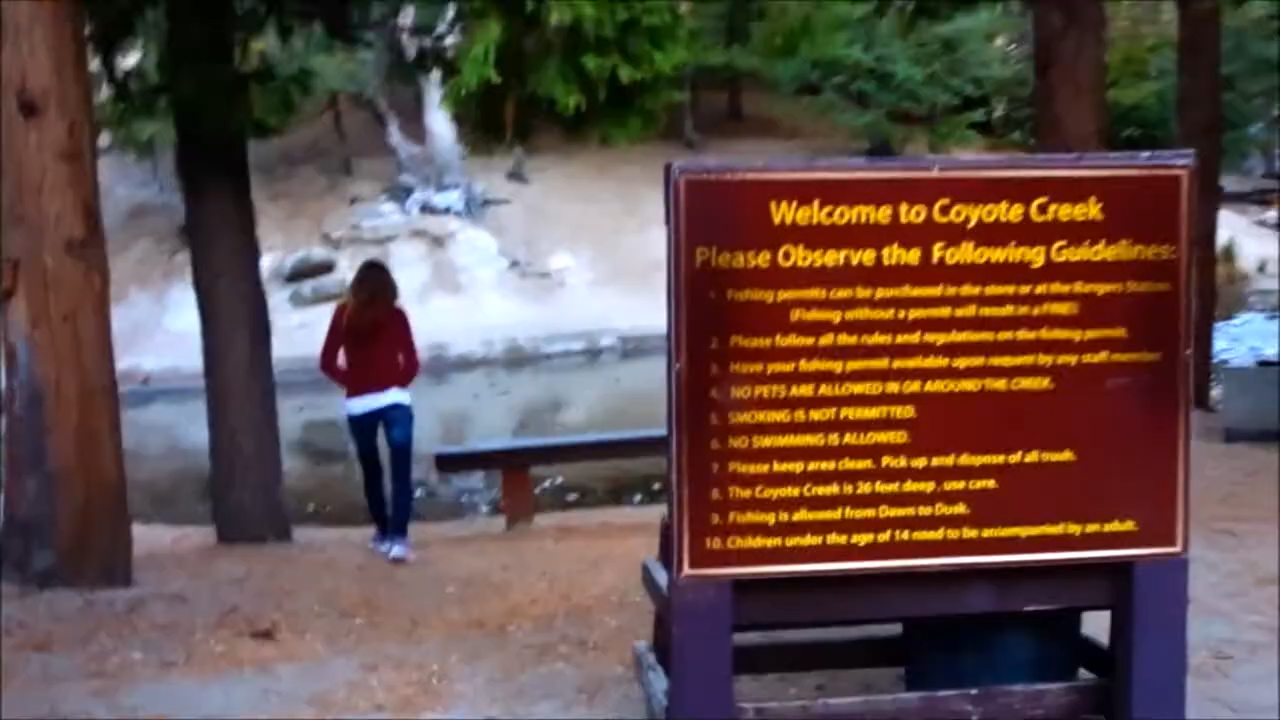 Welcome to Coyote Creek
Please Observe the Following Guidelines:
1. Fishing permits can be purchased in the store or at the Rangers Station
(Fishing without a permit will result in a FINE)
2. Please follow all the rules and regulations on the fishing permit.
3. Have your fishing permit available upon request by any staff member
4. NO PETS ARE ALLOWED IN OR AROUND THE CREEK.
5. SMOKING IS NOT PERMITTED.
6. NO SWIMMING IS ALLOWED.
7. Please keep area clean. Pick up and dispose of all trash.
8. The Coyote Creek is 26 feet deep , use care.
9. Fishing is allowed from Dawn to Dusk.
10. Children under the age of 14 need to be accompanied by an adult.